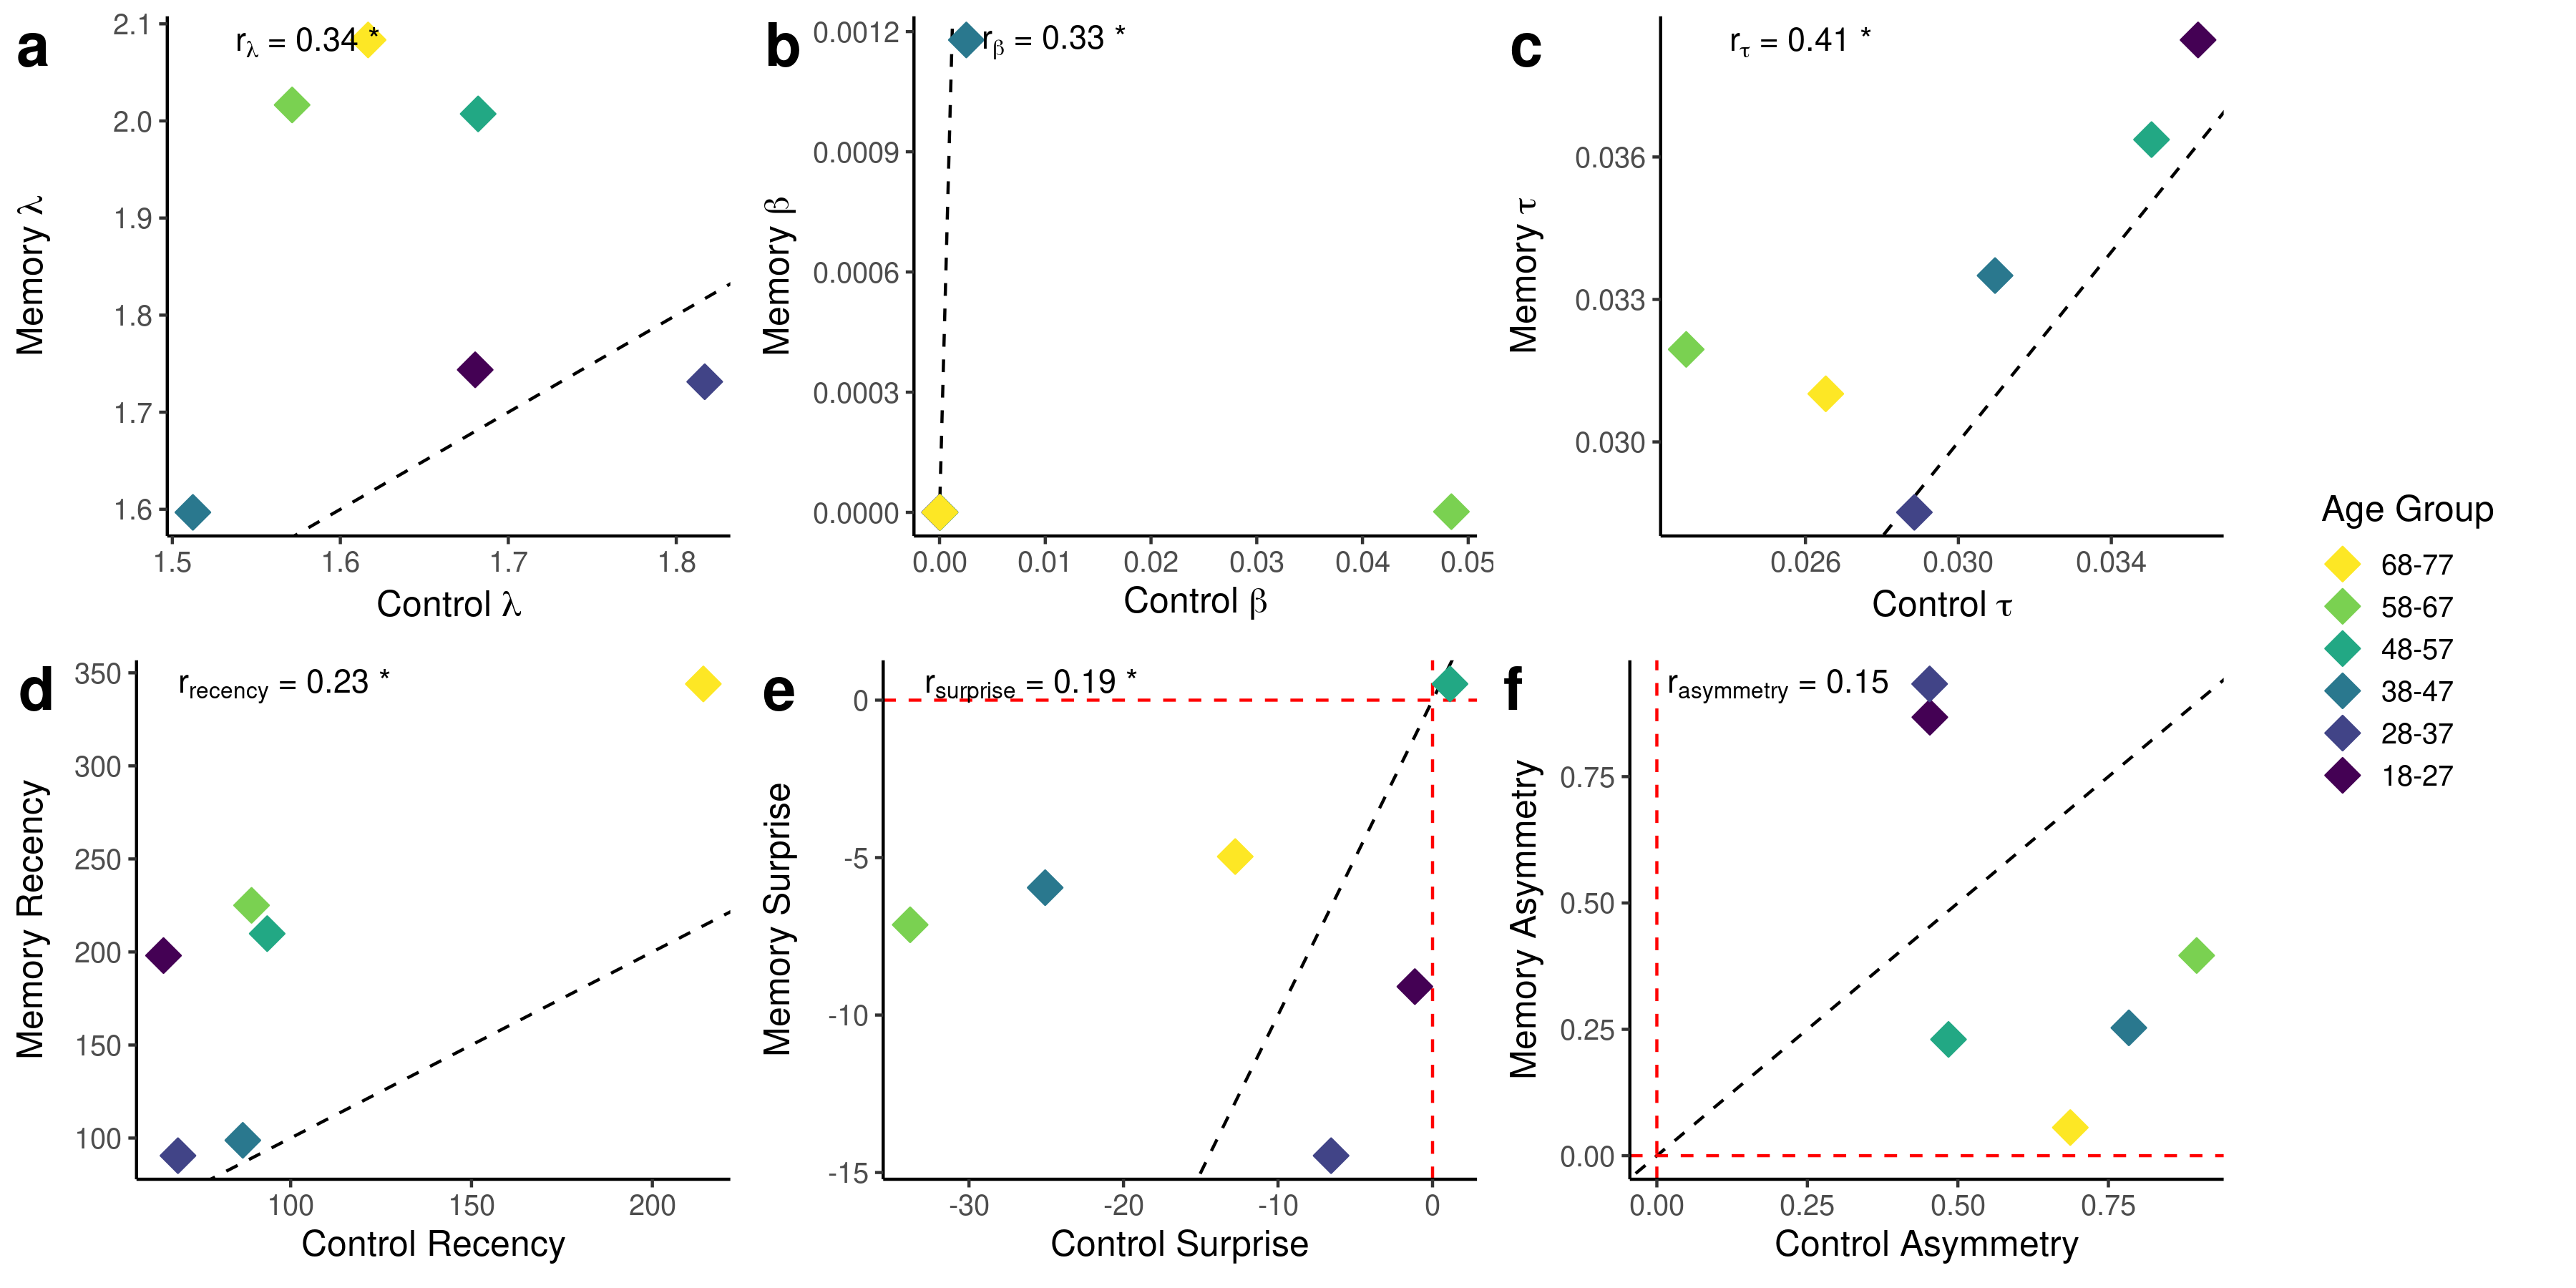 a
r_λ = 0.34 *
2.1
2.0
1.9
1.8
1.7
1.6
Memory λ
1.5 1.6 1.7 1.8
Control λ
b
r_β = 0.33 *
0.0012
0.0009
0.0006
0.0003
0.0000
Memory β
0.00 0.01 0.02 0.03 0.04 0.05
Control β
c
r_τ = 0.41 *
0.036
0.033
0.030
Memory τ
0.026 0.030 0.034
Control τ
d
r_recency = 0.23 *
350
300
250
200
150
100
Memory Recency
100 150 200
Control Recency
e
r_surprise = 0.19 *
0
-5
-10
-15
Memory Surprise
-30 -20 -10 0
Control Surprise
f
r_asymmetry = 0.15
0.75
0.50
0.25
0.00
Memory Asymmetry
0.00 0.25 0.50 0.75
Control Asymmetry
Age Group
68-77
58-67
48-57
38-47
28-37
18-27